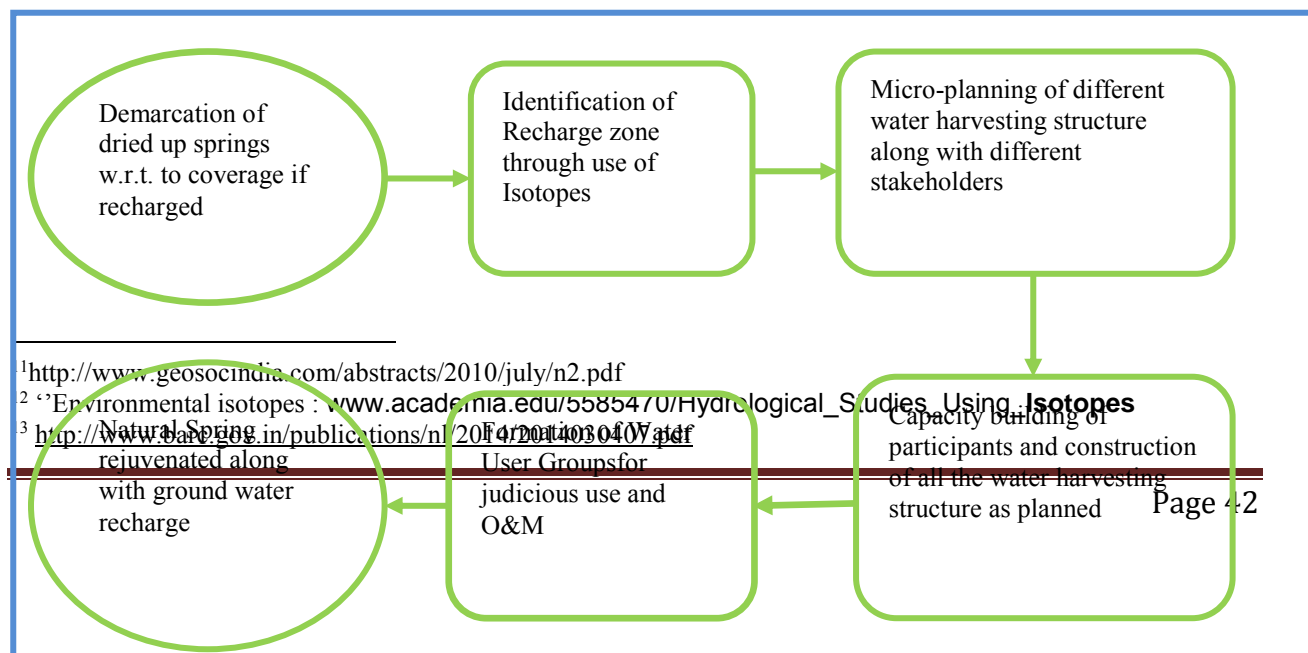 Demarcation of
dried up springs
w.r.t. to coverage if
recharged
Identification of
Recharge zone
through use of
Isotopes
Micro-planning of different
water harvesting structure
along with different
stakeholders
11http://www.geosocindia.com/abstracts/2010/july/n2.pdf
12 ‘’Environmental isotopes : www.academia.edu/5585470/Hydrological_Studies_Using_Isotopes
13 http://www.barc.gov.in/publications/nl/2014/2014030407.pdf
Capacity building of
participants and construction
of all the water harvesting
structure as planned
Formation of Water
User Groupsfor
judicious use and
O&M
Natural Spring
rejuvenated along
with ground water
recharge
Page 42